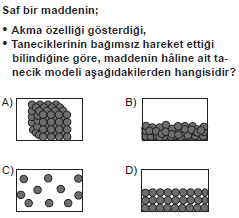 Saf bir maddenin;
• Akma özelliği gösterdiği,
• Taneciklerinin bağımsız hareket ettiği
bilindiğine göre, maddenin hâline ait ta-
necik modeli aşağıdakilerden hangisidir?
A)
B)
C)
D)